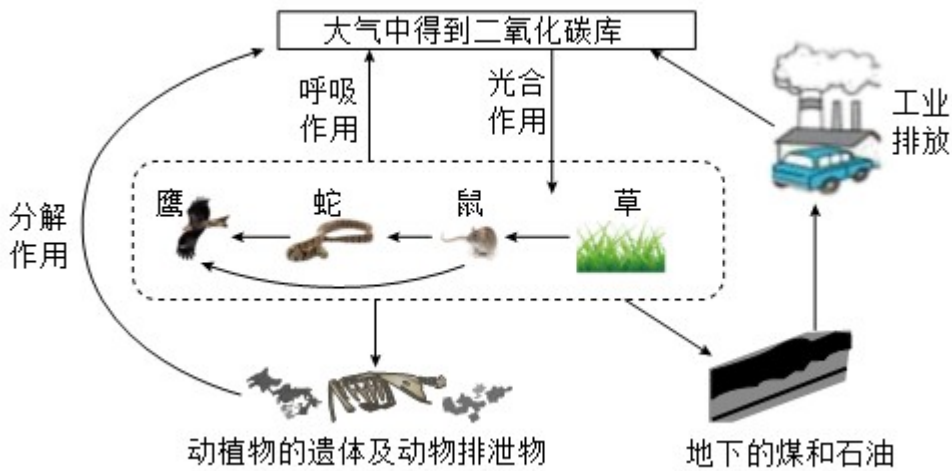 大气中得到二氧化碳库
呼吸
作用
光合
作用
工业
排放
分解
作用
鹰
蛇
鼠
草
动植物的遗体及动物排泄物
地下的煤和石油